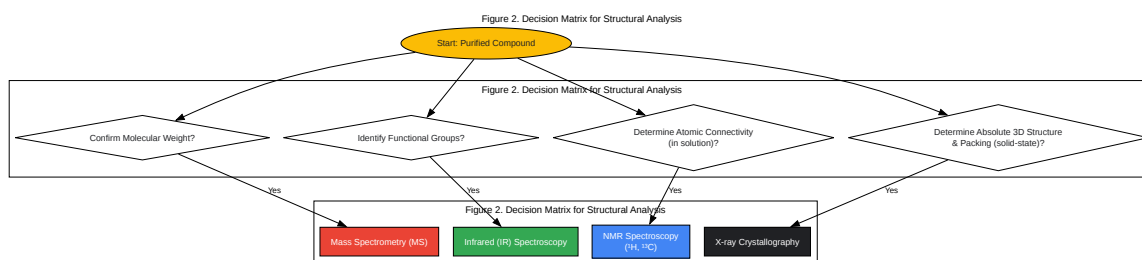 Figure 2. Decision Matrix for Structural Analysis
Start: Purified Compound
Figure 2. Decision Matrix for Structural Analysis
Confirm Molecular Weight?
Identify Functional Groups?
Determine Atomic Connectivity
(in solution)?
Determine Absolute 3D Structure
& Packing (solid-state)?
Yes
Yes
Yes
Yes
Figure 2. Decision Matrix for Structural Analysis
Mass Spectrometry (MS)
Infrared (IR) Spectroscopy
NMR Spectroscopy
(¹H, ¹³C)
X-ray Crystallography